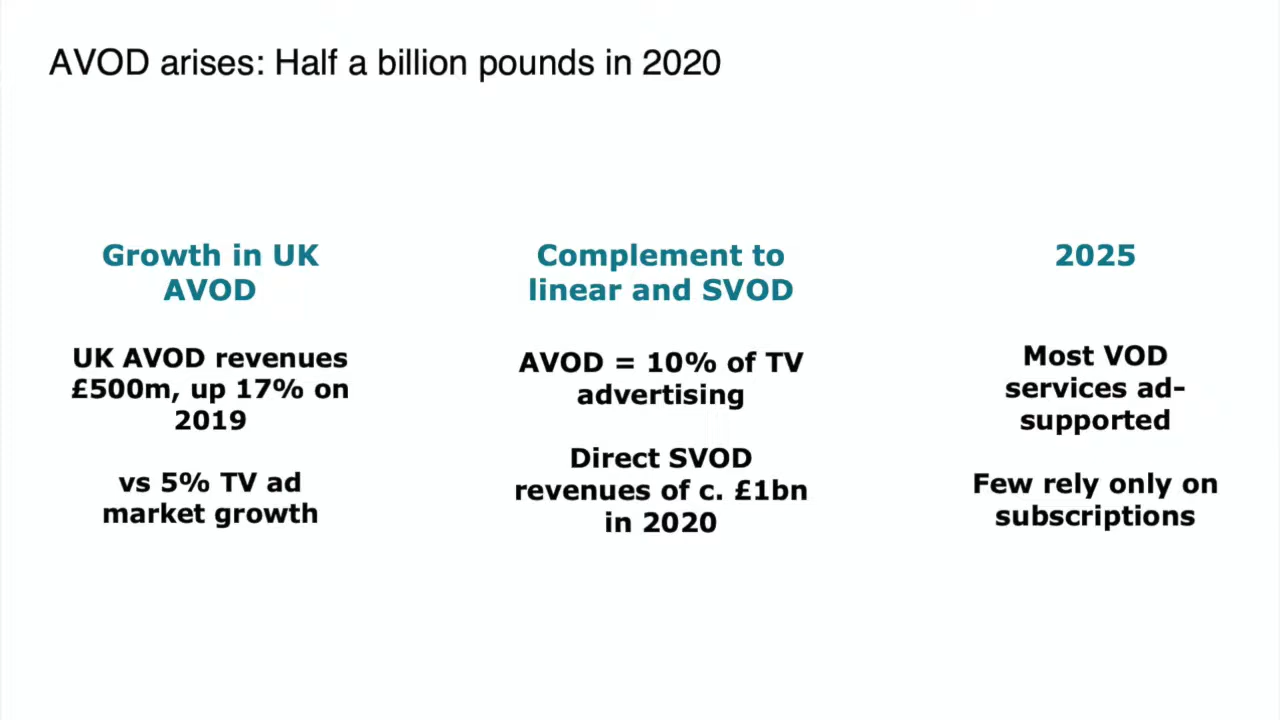 AVOD arises: Half a billion pounds in 2020
Growth in UK
AVOD
UK AVOD revenues
£500m, up 17% on
2019
vs 5% TV ad
market growth
Complement to
linear and SVOD
AVOD = 10% of TV
advertising
Direct SVOD
revenues of c. £1bn
in 2020
2025
Most VOD
services ad-
supported
Few rely only on
subscriptions